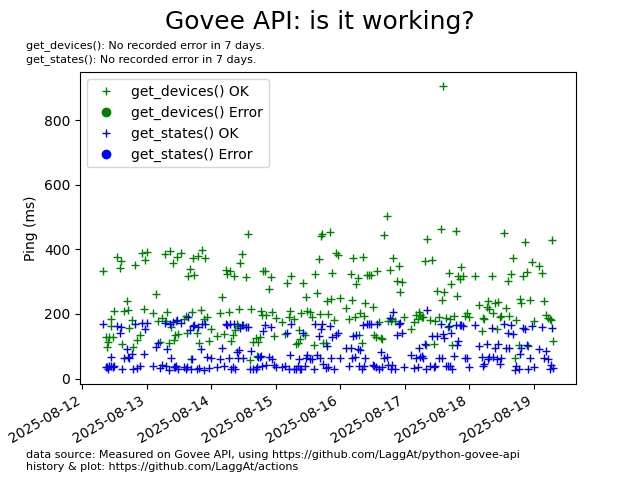 Govee API: is it working?
get_devices(): No recorded error in 7 days.
get_states(): No recorded error in 7 days.
get_devices() OK
get_devices() Error
get_states() OK
get_states() Error
Ping (ms)
800
600
400
200
0
2025-08-12
2025-08-13
2025-08-14
2025-08-15
2025-08-16
2025-08-17
2025-08-18
2025-08-19
data source: Measured on Govee API, using https://github.com/LaggAt/python-govee-api
history & plot: https://github.com/LaggAt/actions